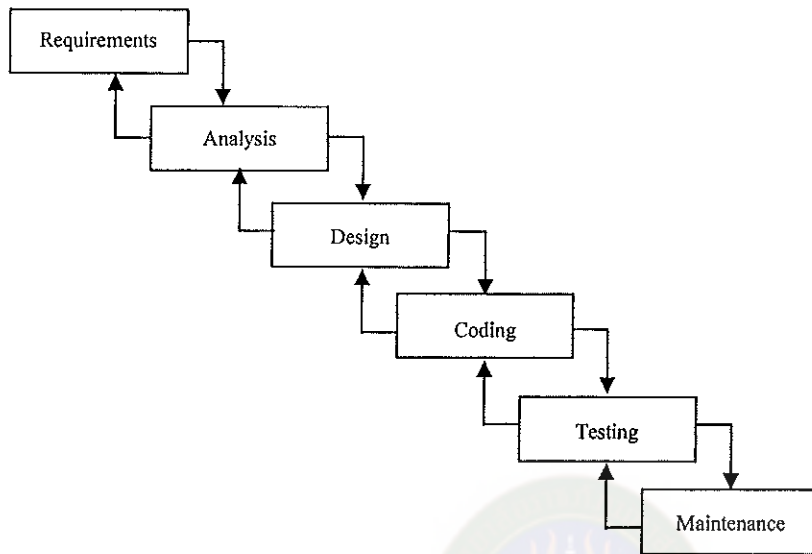 Requirements
Analysis
Design
Coding
Testing
Maintenance